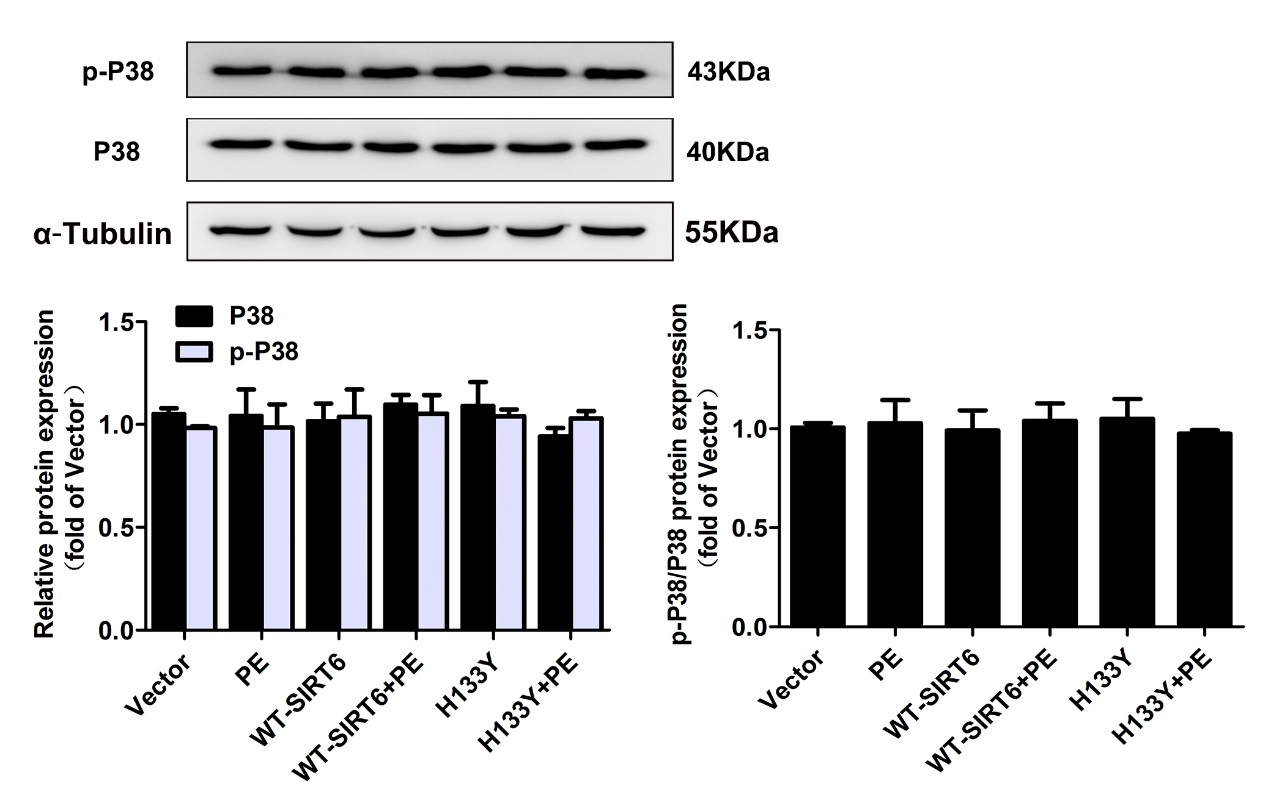 p-P38
43KDa
P38
40KDa
α-Tubulin
55KDa
Relative protein expression
（fold of Vector）
1.5
1.0
0.5
0.0
P38
p-P38
Vector
PE
WT-SIRT6
WT-SIRT6+PE
H133Y
H133Y+PE
p-P38/P38 protein expression
（fold of Vector）
1.5
1.0
0.5
0.0
Vector
PE
WT-SIRT6
WT-SIRT6+PE
H133Y
H133Y+PE